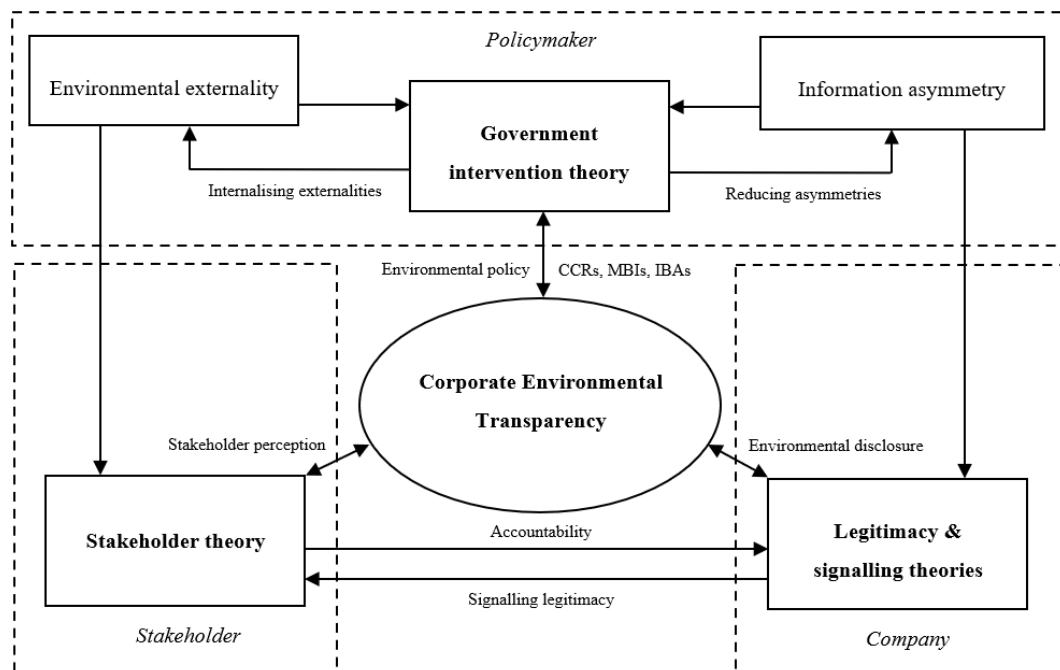 Policymaker
Environmental externality
Information asymmetry
Government
intervention theory
Internalising externalities
Reducing asymmetries
Environmental policy
CCRs, MBIs, IBAs
Corporate Environmental
Transparency
Stakeholder perception
Environmental disclosure
Stakeholder theory
Accountability
Legitimacy &
signalling theories
Signalling legitimacy
Stakeholder
Company